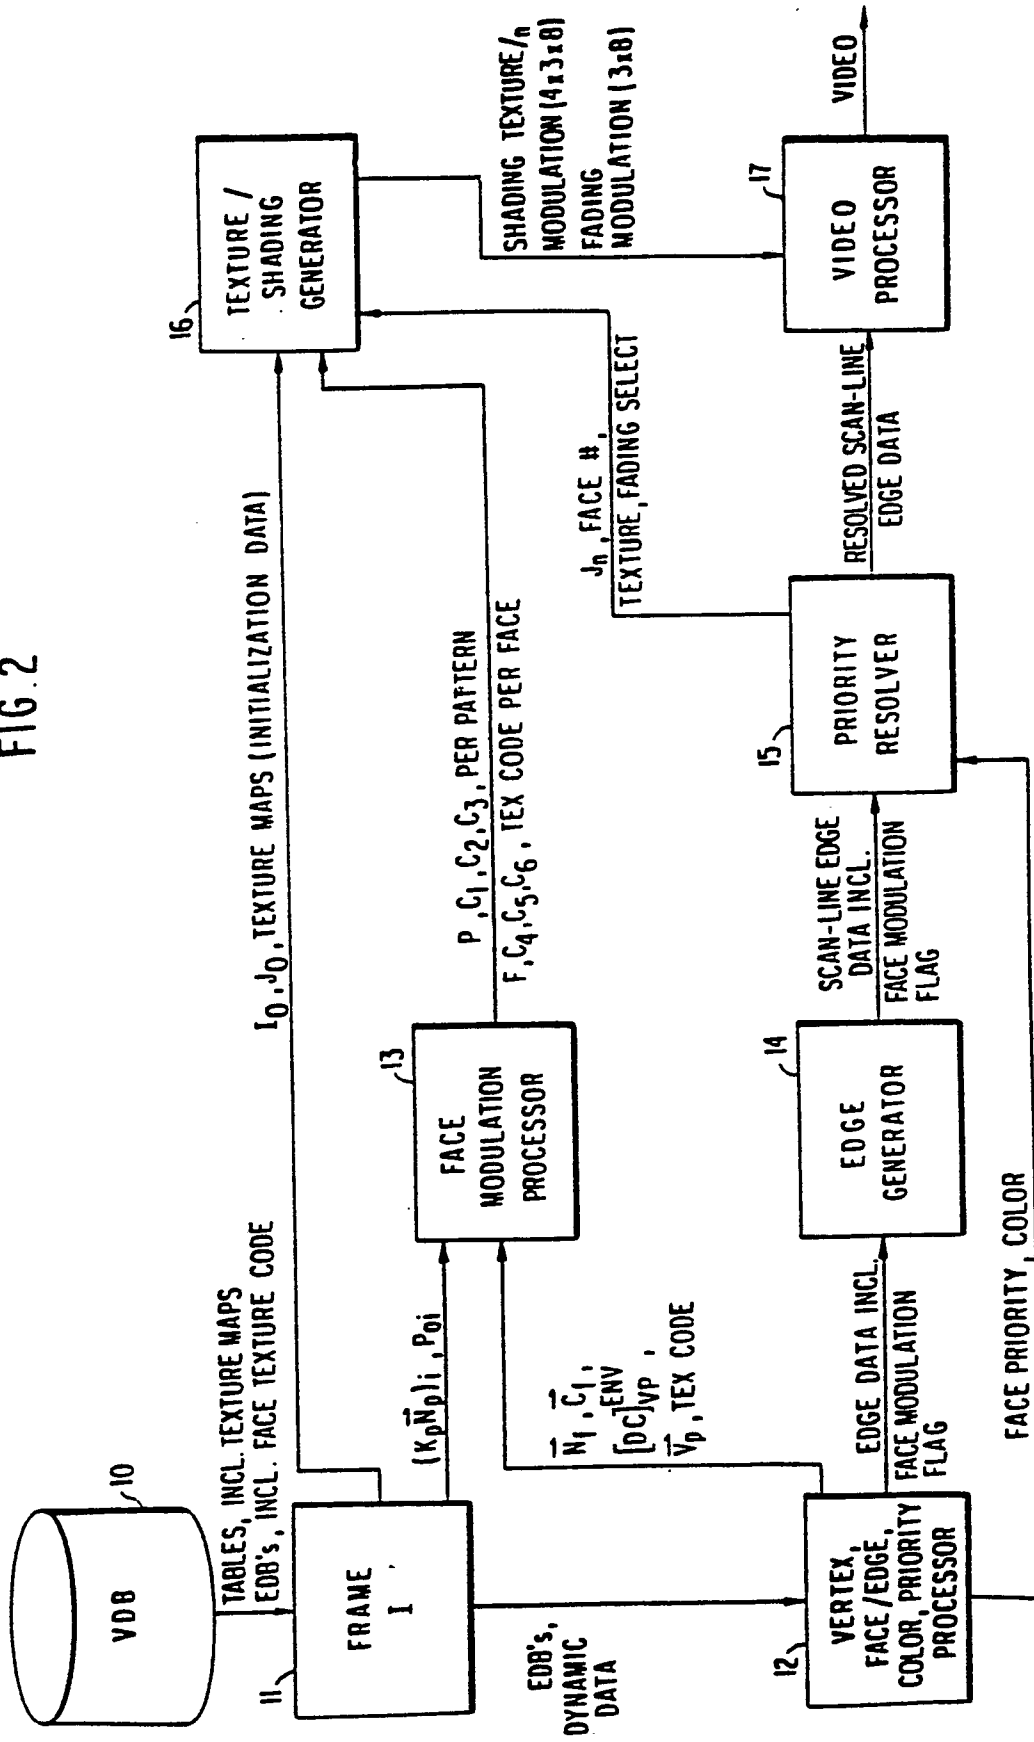 FIG.2
VDB
10
TABLES, INCL. TEXTURE MAPS
EDB's, INCL. FACE TEXTURE CODE
11
FRAME
I
I0, J0, TEXTURE MAPS (INITIALIZATION DATA)
(Kp N⃗p)i, P0i
EDB's,
DYNAMIC
DATA
12
VERTEX,
FACE/EDGE,
COLOR, PRIORITY
PROCESSOR
N⃗f, C⃗f,
[DC]ENV VP,
V⃗p, TEX CODE
13
FACE
MODULATION
PROCESSOR
P, C1, C2, C3, PER PATTERN
F, C4, C5, C6, TEX CODE PER FACE
EDGE DATA INCL.
FACE MODULATION
FLAG
14
EDGE
GENERATOR
SCAN-LINE EDGE
DATA INCL.
FACE MODULATION
FLAG
FACE PRIORITY, COLOR
15
PRIORITY
RESOLVER
Jn, FACE #,
TEXTURE, FADING SELECT
16
TEXTURE /
SHADING
GENERATOR
SHADING TEXTURE/n
MODULATION (4x3x8)
FADING
MODULATION (3x8)
RESOLVED SCAN-LINE
EDGE DATA
17
VIDEO
PROCESSOR
VIDEO